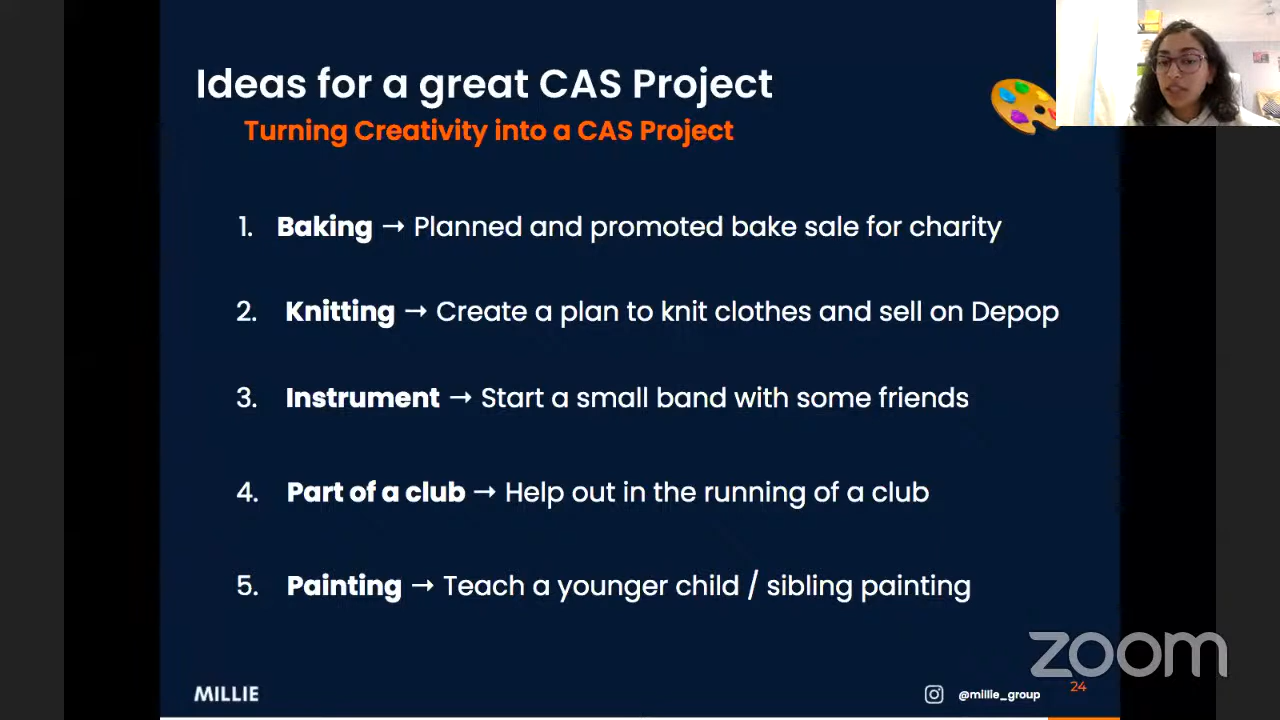 Ideas for a great CAS Project
Turning Creativity into a CAS Project
1. Baking → Planned and promoted bake sale for charity
2. Knitting → Create a plan to knit clothes and sell on Depop
3. Instrument → Start a small band with some friends
4. Part of a club → Help out in the running of a club
5. Painting → Teach a younger child / sibling painting
zoom
MILLIE
@millie_group
24